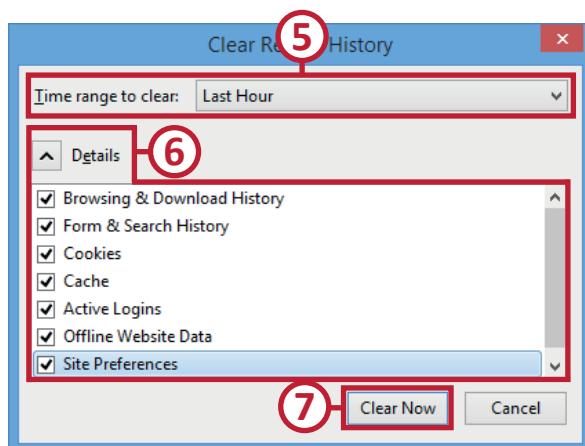 Clear Re History
5
Time range to clear: Last Hour
Details
6
Browsing & Download History
Form & Search History
Cookies
Cache
Active Logins
Offline Website Data
Site Preferences
7
Clear Now Cancel